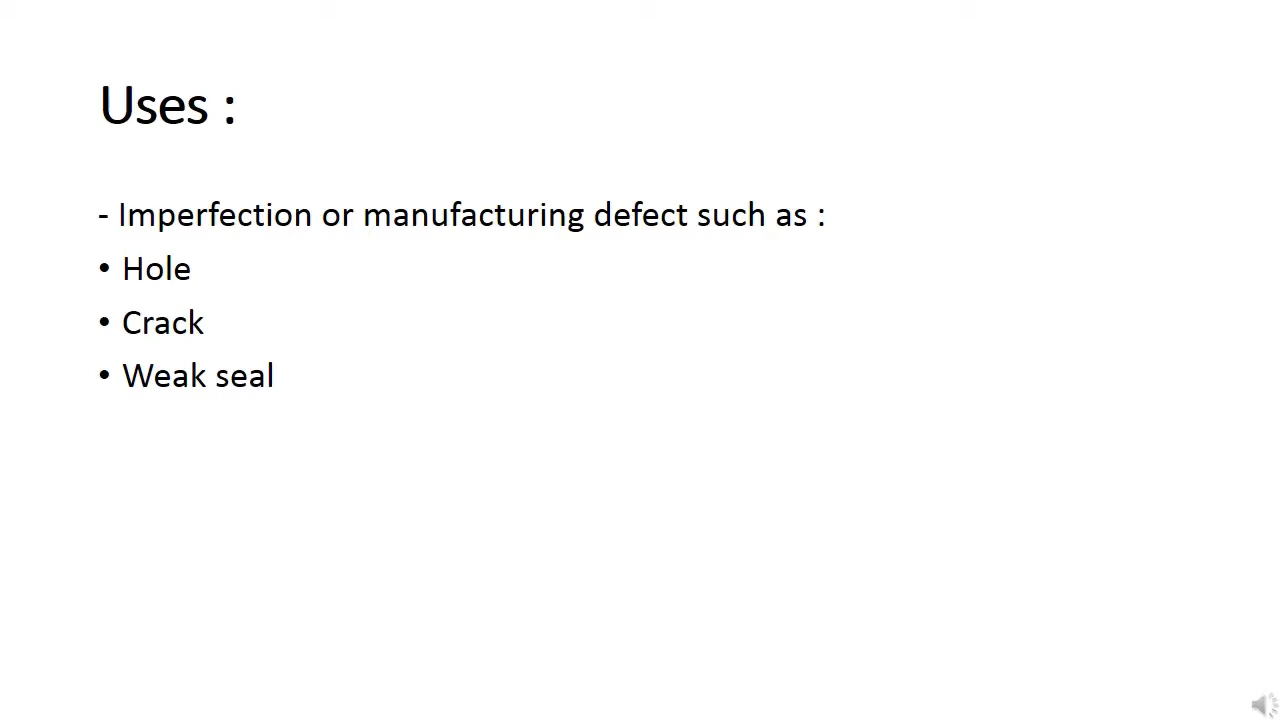 Uses :
- Imperfection or manufacturing defect such as :
• Hole
• Crack
• Weak seal